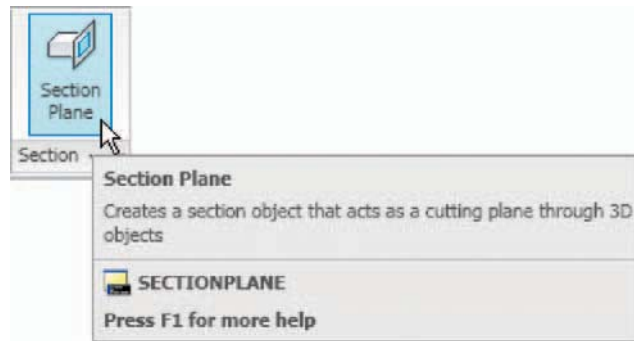 Section
Plane
Section
Section Plane
Creates a section object that acts as a cutting plane through 3D
objects
SECTIONPLANE
Press F1 for more help